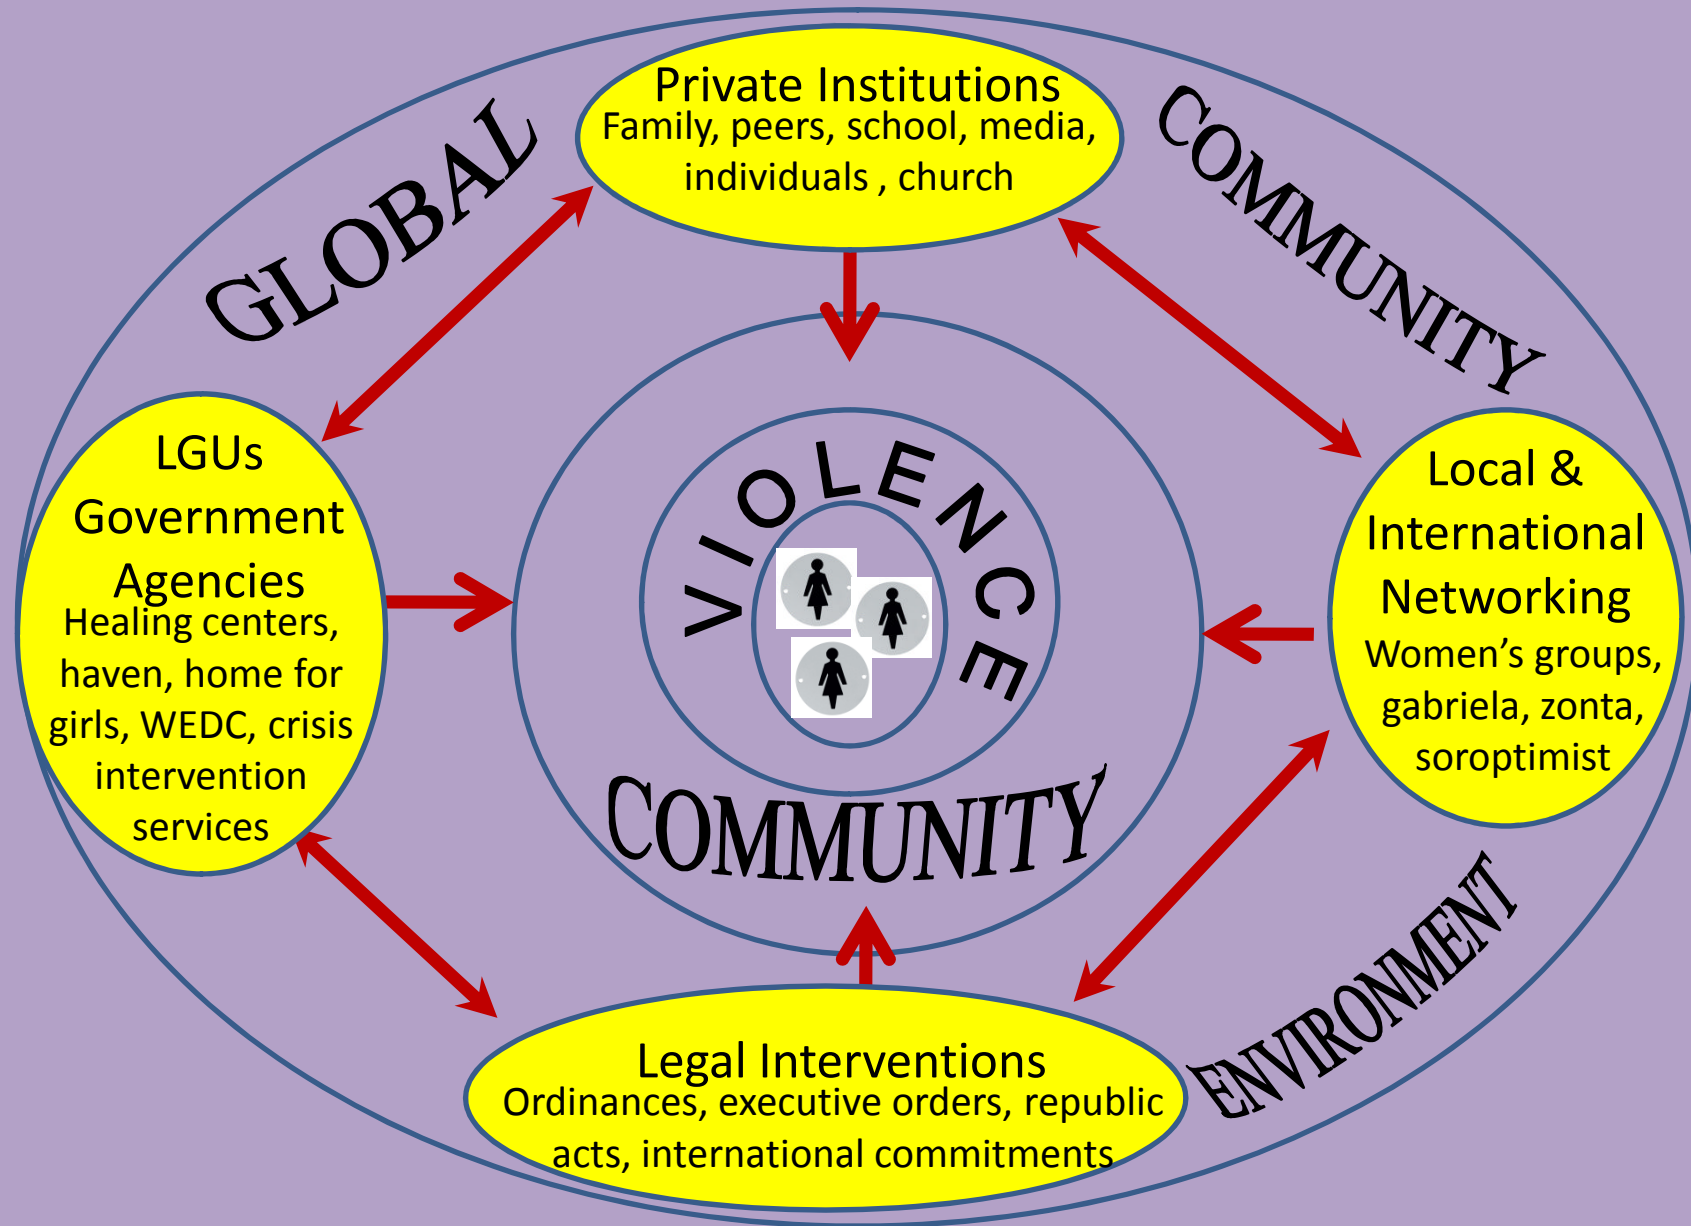 Private Institutions
Family, peers, school, media,
individuals , church
GLOBAL
COMMUNITY
LGUs
Government
Agencies
Healing centers,
haven, home for
girls, WEDC, crisis
intervention
services
VIOLENCE
COMMUNITY
Local &
International
Networking
Women’s groups,
gabriela, zonta,
soroptimist
ENVIRONMENT
Legal Interventions
Ordinances, executive orders, republic
acts, international commitments